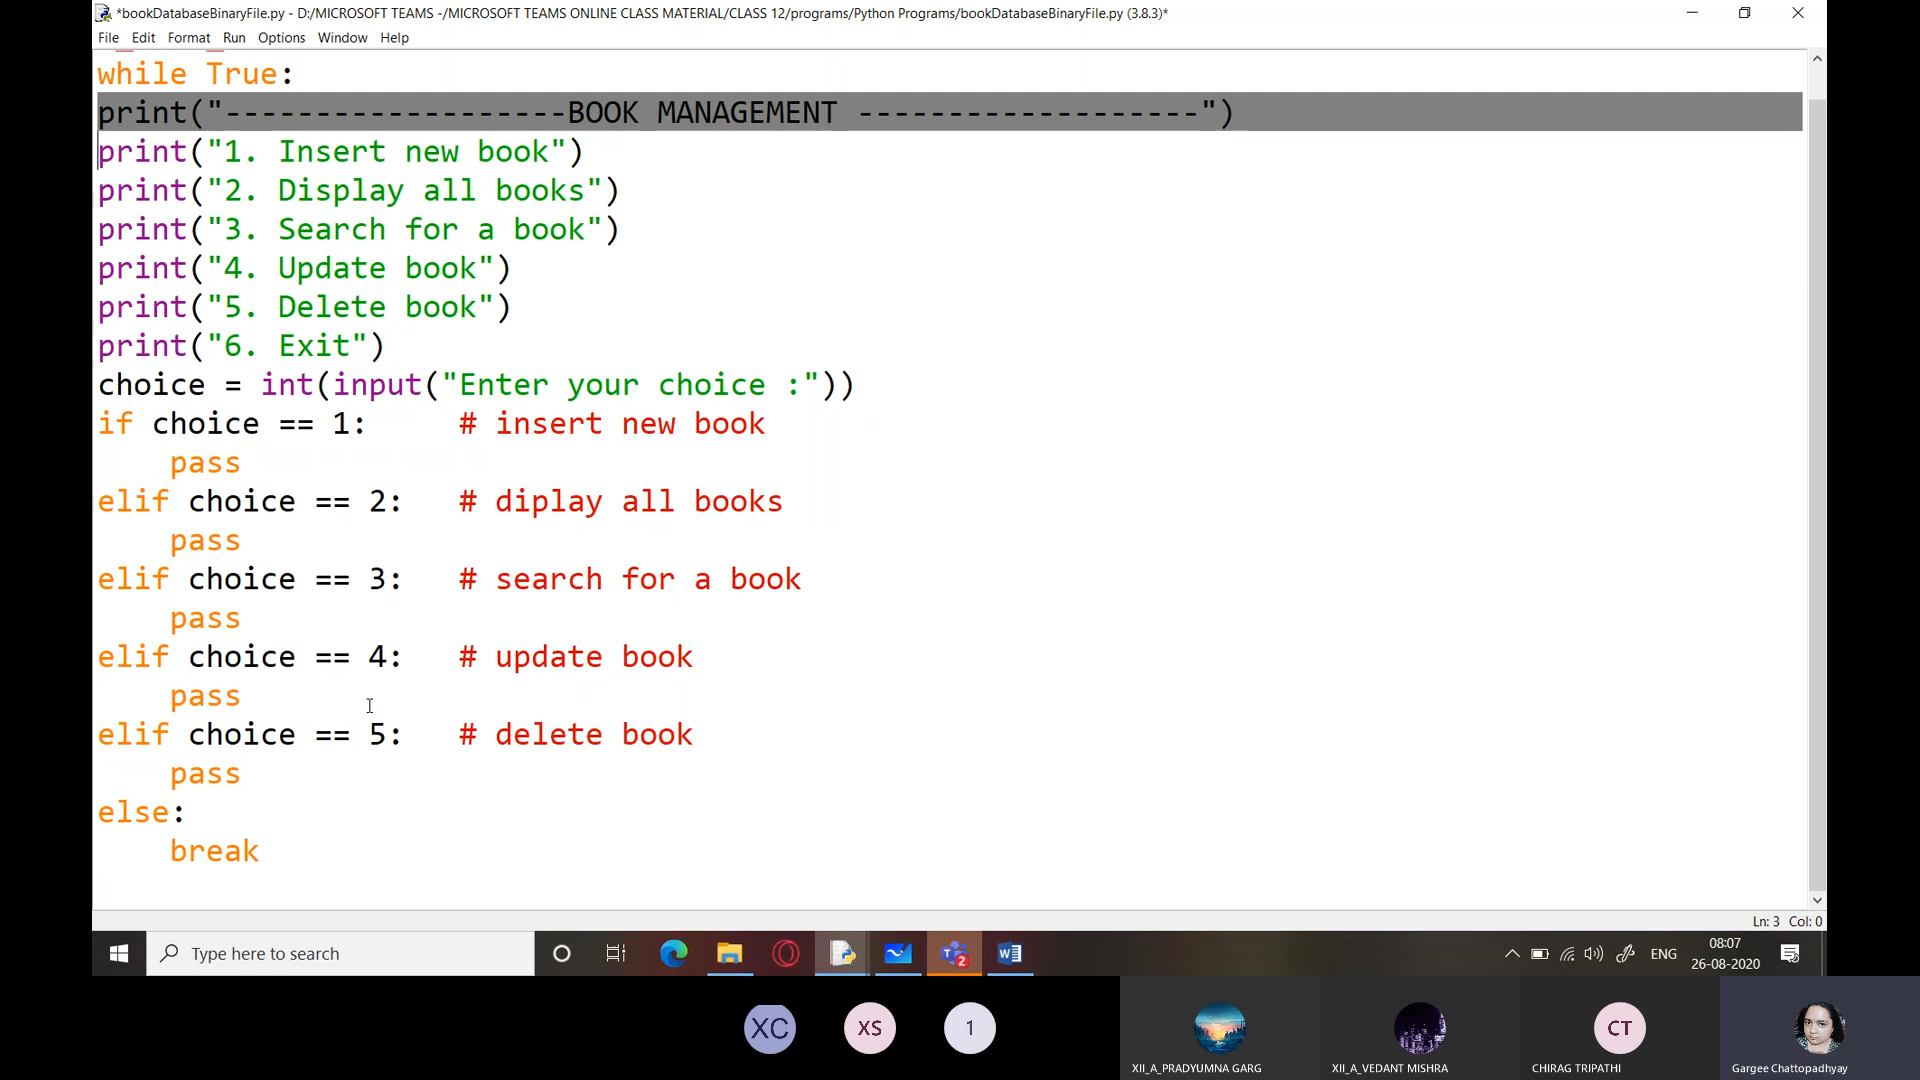 *bookDatabaseBinaryFile.py - D:/MICROSOFT TEAMS -/MICROSOFT TEAMS ONLINE CLASS MATERIAL/CLASS 12/programs/Python Programs/bookDatabaseBinaryFile.py (3.8.3)*
File Edit Format Run Options Window Help
while True:
print("-------------------BOOK MANAGEMENT -------------------")
print("1. Insert new book")
print("2. Display all books")
print("3. Search for a book")
print("4. Update book")
print("5. Delete book")
print("6. Exit")
choice = int(input("Enter your choice :"))
if choice == 1:     # insert new book
    pass
elif choice == 2:   # diplay all books
    pass
elif choice == 3:   # search for a book
    pass
elif choice == 4:   # update book
    pass
elif choice == 5:   # delete book
    pass
else:
    break
Ln: 3 Col: 0
Type here to search
2
W
ENG
08:07
26-08-2020
XC XS 1 CT
XII_A_PRADYUMNA GARG XII_A_VEDANT MISHRA CHIRAG TRIPATHI Gargee Chattopadhyay